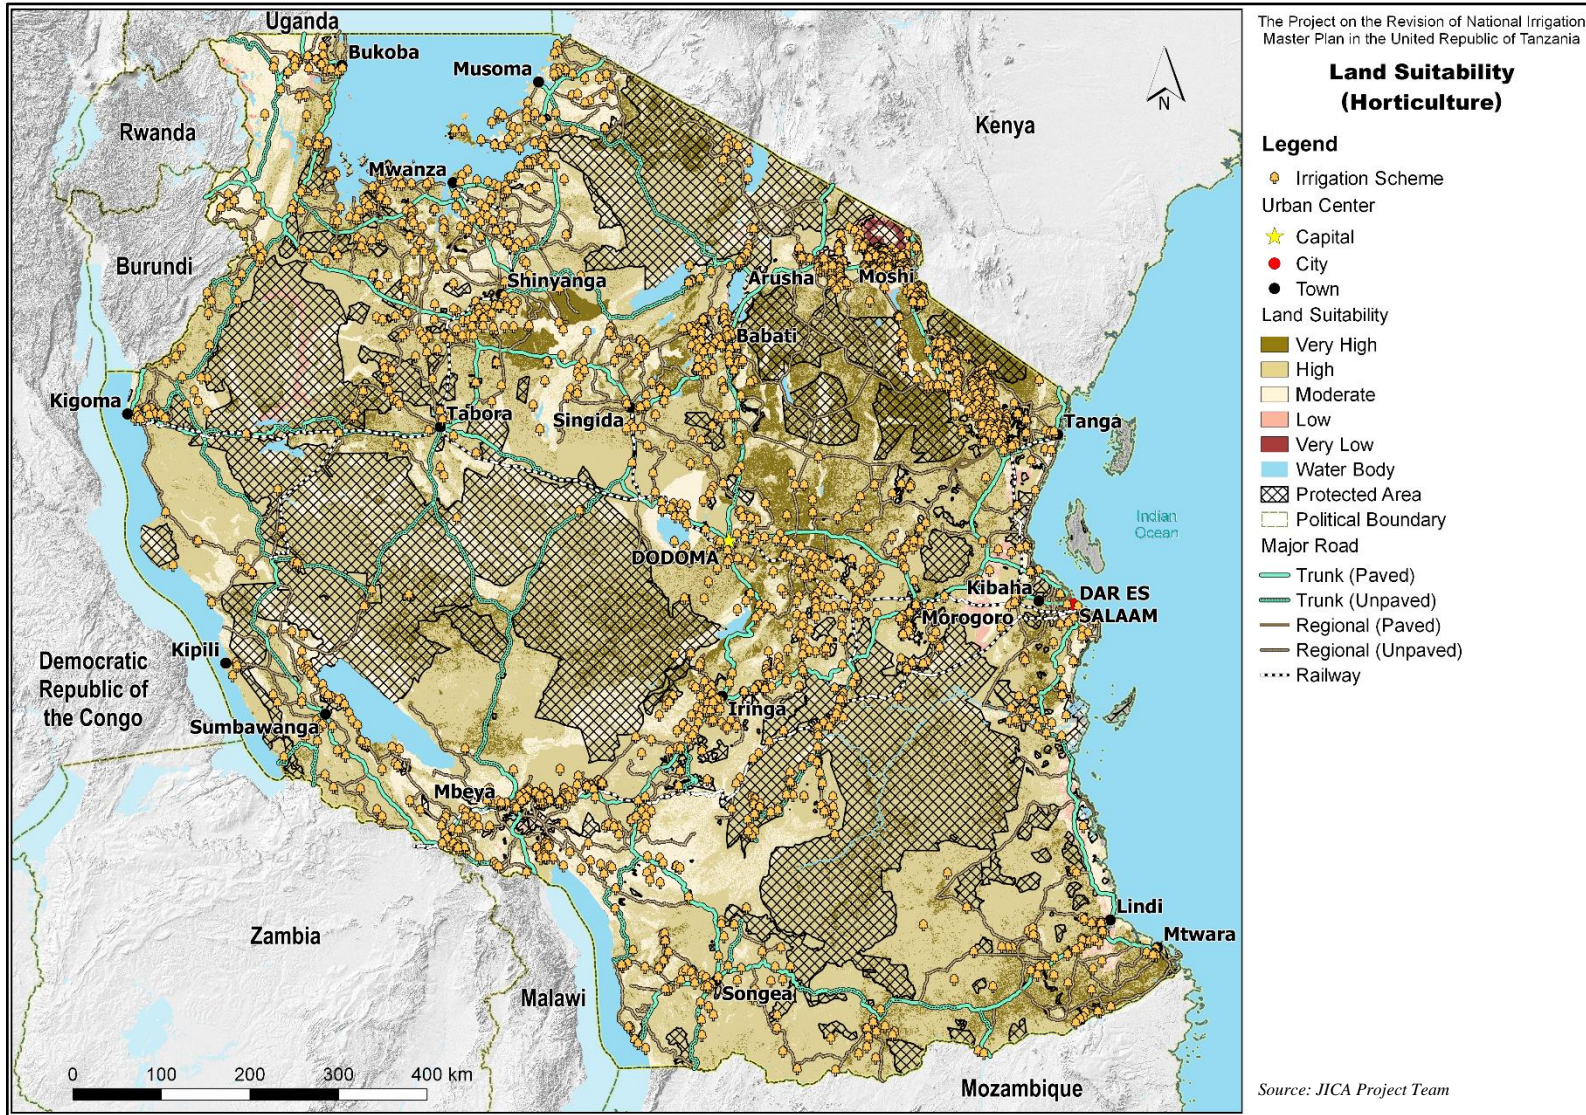 The Project on the Revision of National Irrigation
Master Plan in the United Republic of Tanzania
Land Suitability
(Horticulture)
Legend
Irrigation Scheme
Urban Center
Capital
City
Town
Land Suitability
Very High
High
Moderate
Low
Very Low
Water Body
Protected Area
Political Boundary
Major Road
Trunk (Paved)
Trunk (Unpaved)
Regional (Paved)
Regional (Unpaved)
Railway
Source: JICA Project Team
Uganda
Bukoba
Musoma
Rwanda
Kenya
Mwanza
N
Burundi
Shinyanga
Arusha
Moshi
Babati
Kigoma
Tabora
Singida
Tanga
Indian
Ocean
DODOMA
Kibaha
DAR ES
SALAAM
Morogoro
Kipili
Democratic
Republic of
the Congo
Iringa
Sumbawanga
Mbeya
Lindi
Mtwara
Zambia
Malawi
Songea
Mozambique
0 100 200 300 400 km